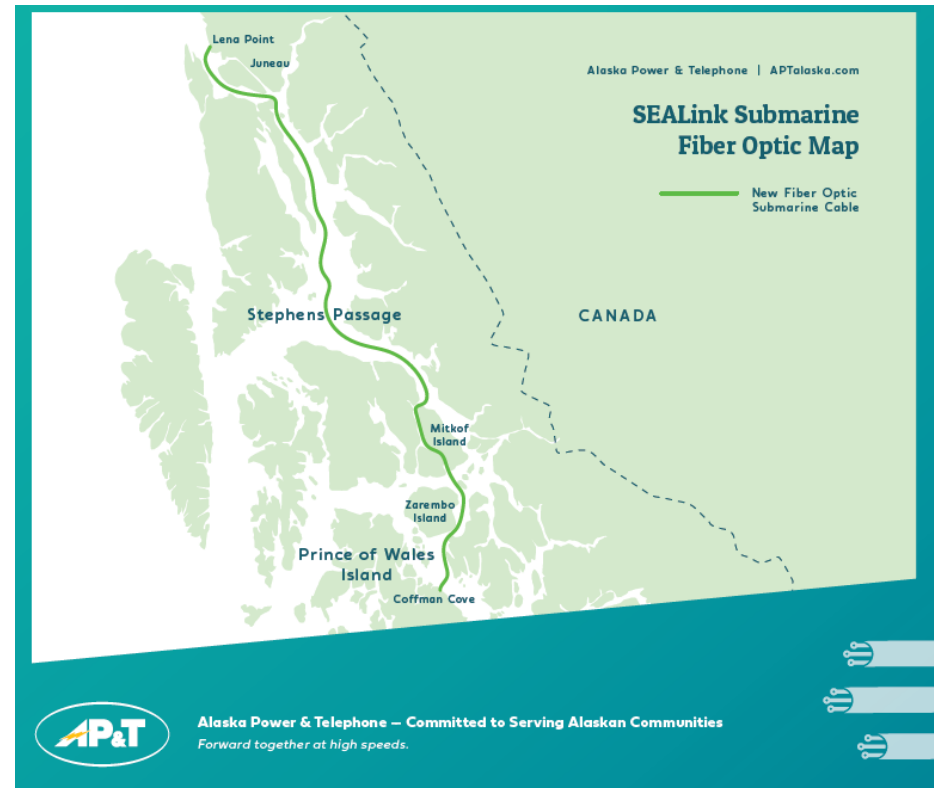 Lena Point
Juneau
Alaska Power & Telephone | APTalaska.com
SEALink Submarine
Fiber Optic Map
New Fiber Optic
Submarine Cable
Stephens Passage
CANADA
Mitkof
Island
Zarembo
Island
Prince of Wales
Island
Coffman Cove
AP&T
Alaska Power & Telephone – Committed to Serving Alaskan Communities
Forward together at high speeds.